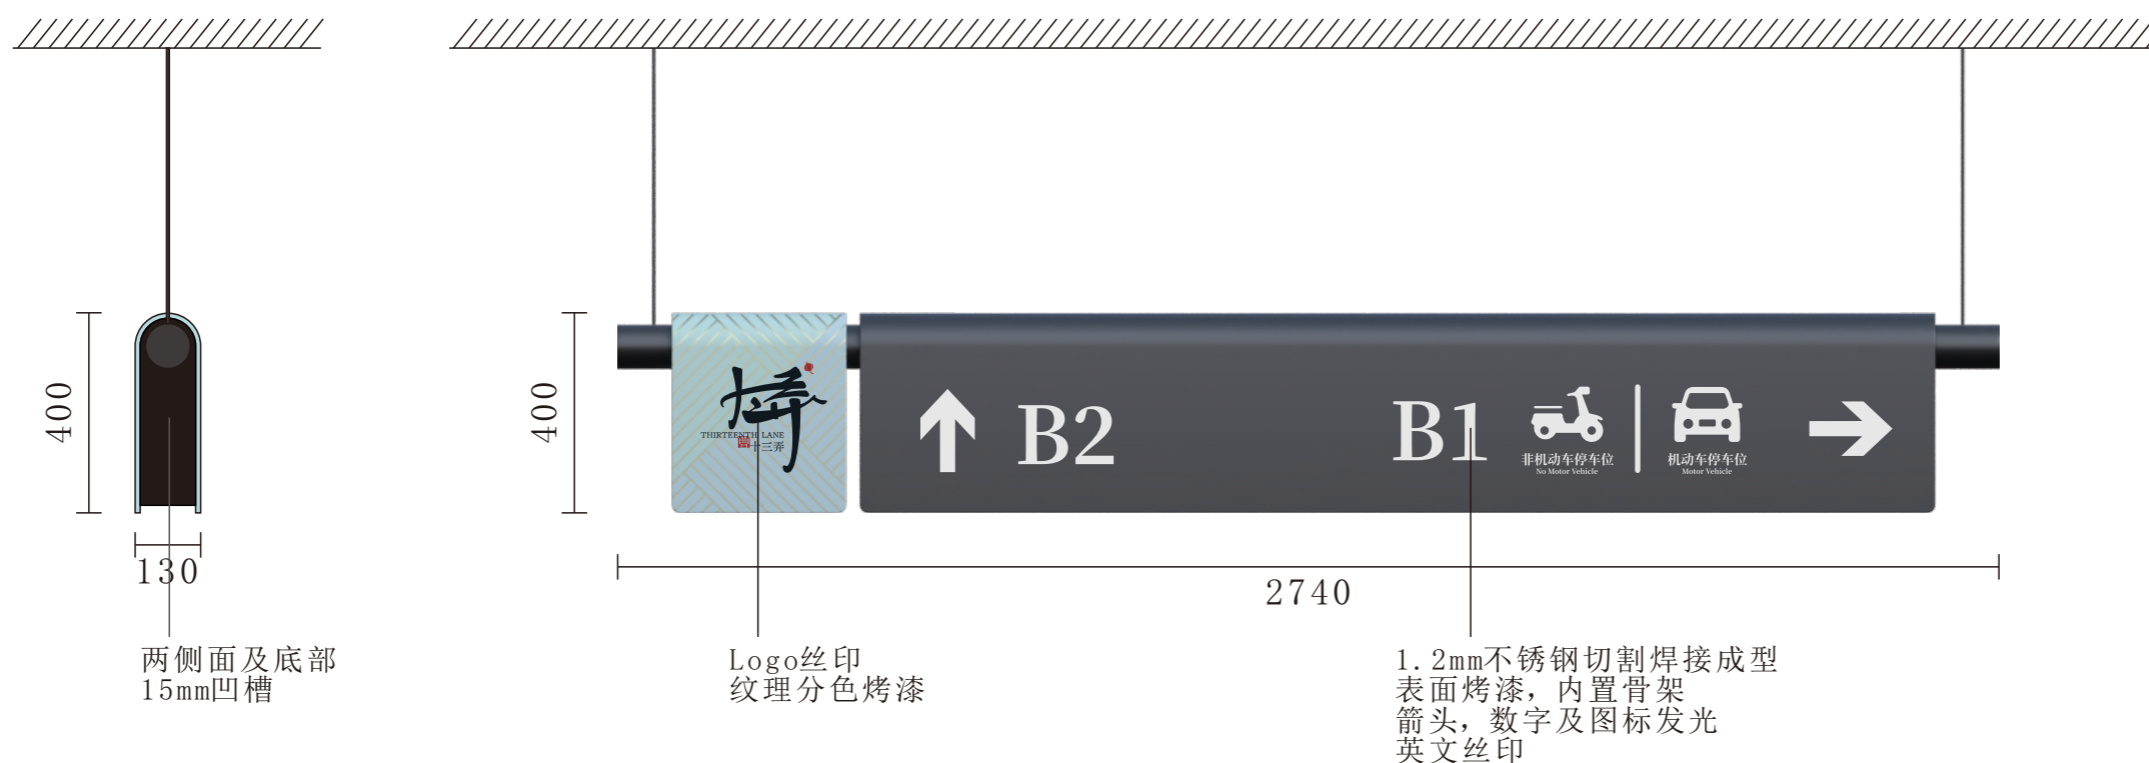 400
130
两侧面及底部
15mm凹槽
400
THIRTEENTH LANE
十三弄
B2
B1
非机动车停车位
No Motor Vehicle
机动车停车位
Motor Vehicle
2740
Logo丝印
纹理分色烤漆
1.2mm不锈钢切割焊接成型
表面烤漆，内置骨架
箭头，数字及图标发光
英文丝印